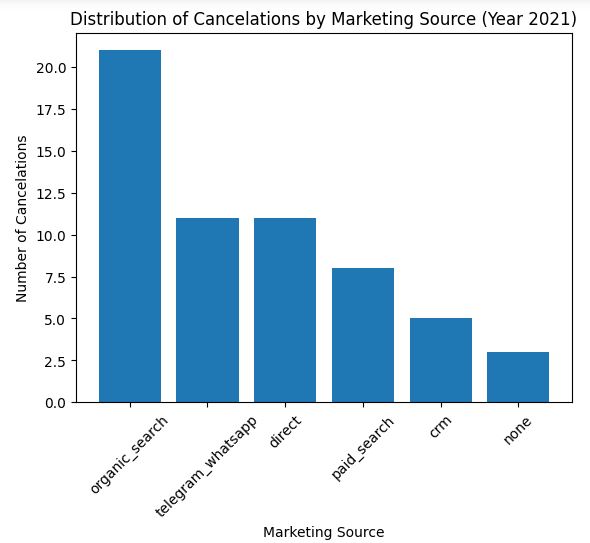 Distribution of Cancelations by Marketing Source (Year 2021)
Number of Cancelations
20.0
17.5
15.0
12.5
10.0
7.5
5.0
2.5
0.0
organic_search
telegram_whatsapp
direct
paid_search
crm
none
Marketing Source